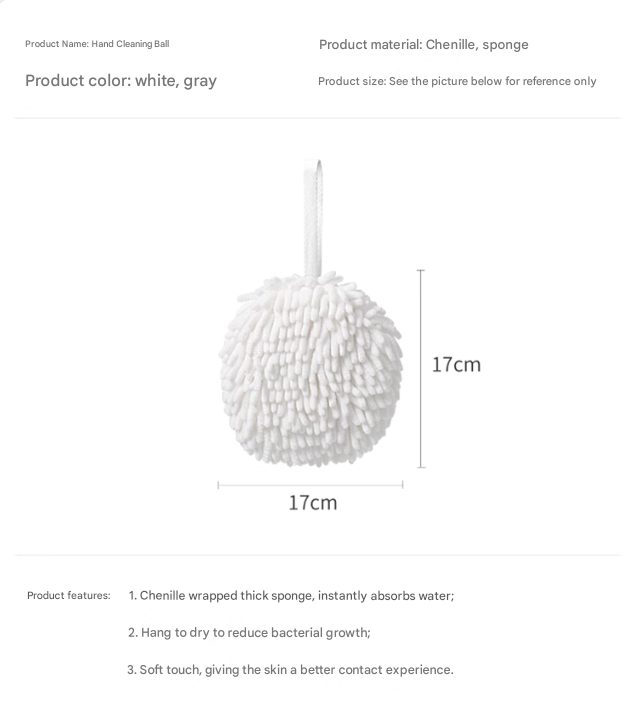 Product Name: Hand Cleaning Ball
Product material: Chenille, sponge
Product color: white, gray
Product size: See the picture below for reference only
17cm
17cm
Product features: 1. Chenille wrapped thick sponge, instantly absorbs water;
2. Hang to dry to reduce bacterial growth;
3. Soft touch, giving the skin a better contact experience.